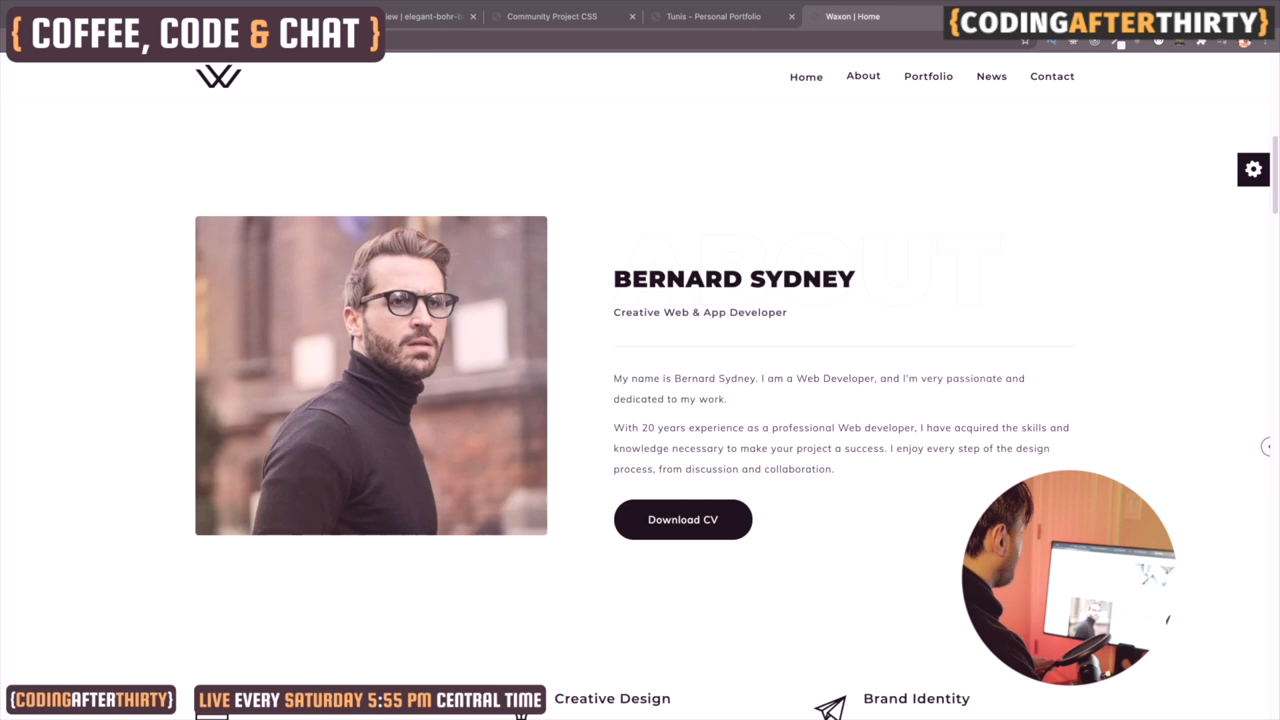 { COFFEE, CODE & CHAT }
iew | elegant-bohr-b
Community Project CSS
Tunis - Personal Portfolio
Waxon | Home
{CODINGAFTERTHIRTY}
W
Home
About
Portfolio
News
Contact
ABOUT
BERNARD SYDNEY
Creative Web & App Developer
My name is Bernard Sydney. I am a Web Developer, and I'm very passionate and
dedicated to my work.
With 20 years experience as a professional Web developer, I have acquired the skills and
knowledge necessary to make your project a success. I enjoy every step of the design
process, from discussion and collaboration.
Download CV
{CODINGAFTERTHIRTY}
LIVE EVERY SATURDAY 5:55 PM CENTRAL TIME
Creative Design
Brand Identity